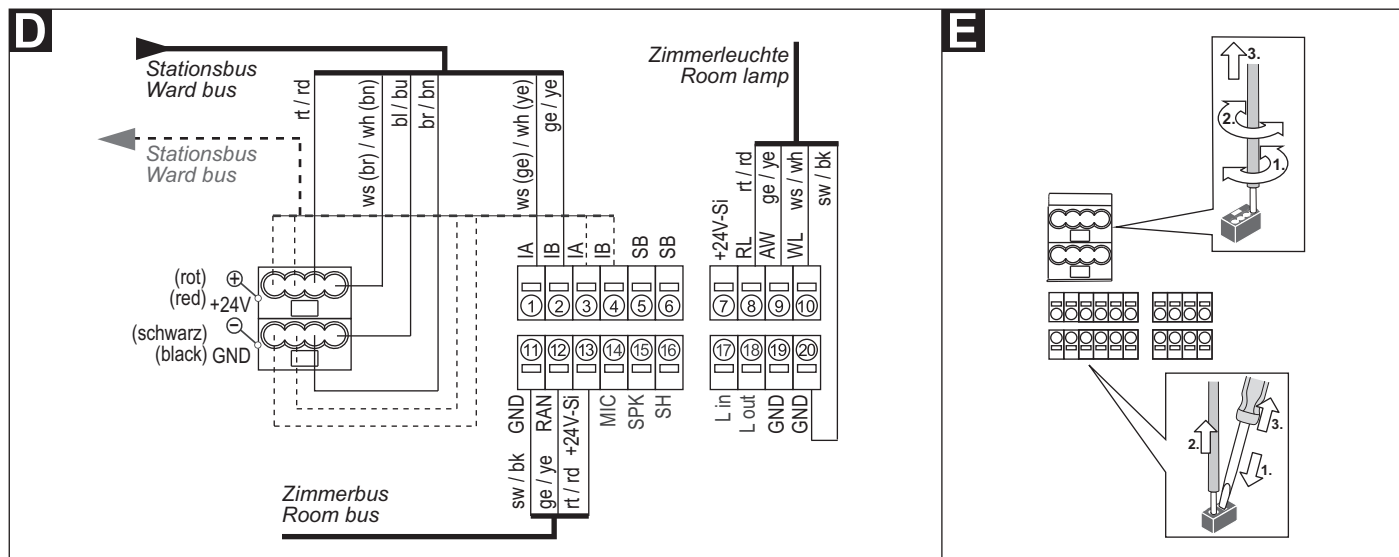 D
Stationsbus
Ward bus
Stationsbus
Ward bus
rt / rd
ws (br) / wh (bn)
bl / bu
br / bn
ws (ge) / wh (ye)
ge / ye
Zimmerleuchte
Room lamp
rt / rd
ge / ye
ws / wh
sw / bk
IA
IB
IA
IB
SB
SB
+24V-Si
RL
AW
WL
(rot)
(red)
+
+24V
(schwarz)
(black)
−
GND
1 2 3 4 5 6 7 8 9 10
11 12 13 14 15 16 17 18 19 20
GND
RAN
+24V-Si
MIC
SPK
SH
L in
L out
GND
GND
sw / bk
ge / ye
rt / rd
Zimmerbus
Room bus
E
3.
2.
1.
2.
3.
1.